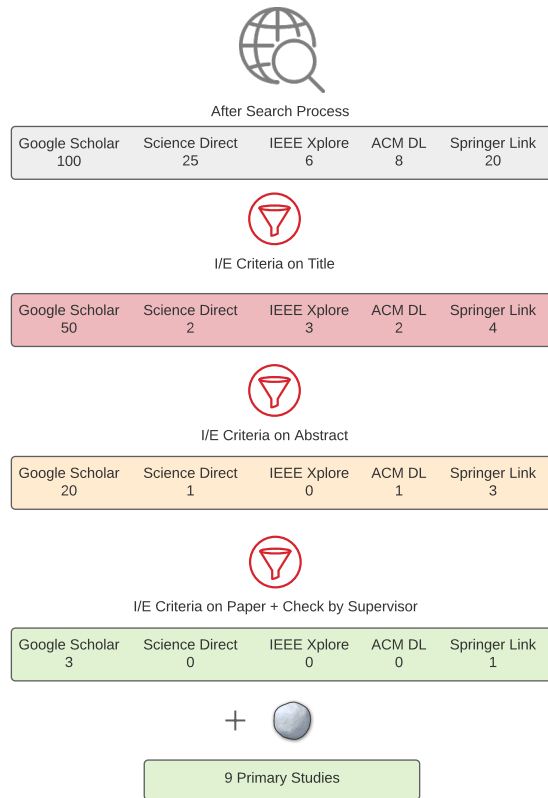 After Search Process
Google Scholar Science Direct IEEE Xplore ACM DL Springer Link
100 25 6 8 20
I/E Criteria on Title
Google Scholar Science Direct IEEE Xplore ACM DL Springer Link
50 2 3 2 4
I/E Criteria on Abstract
Google Scholar Science Direct IEEE Xplore ACM DL Springer Link
20 1 0 1 3
I/E Criteria on Paper + Check by Supervisor
Google Scholar Science Direct IEEE Xplore ACM DL Springer Link
3 0 0 0 1
+
9 Primary Studies